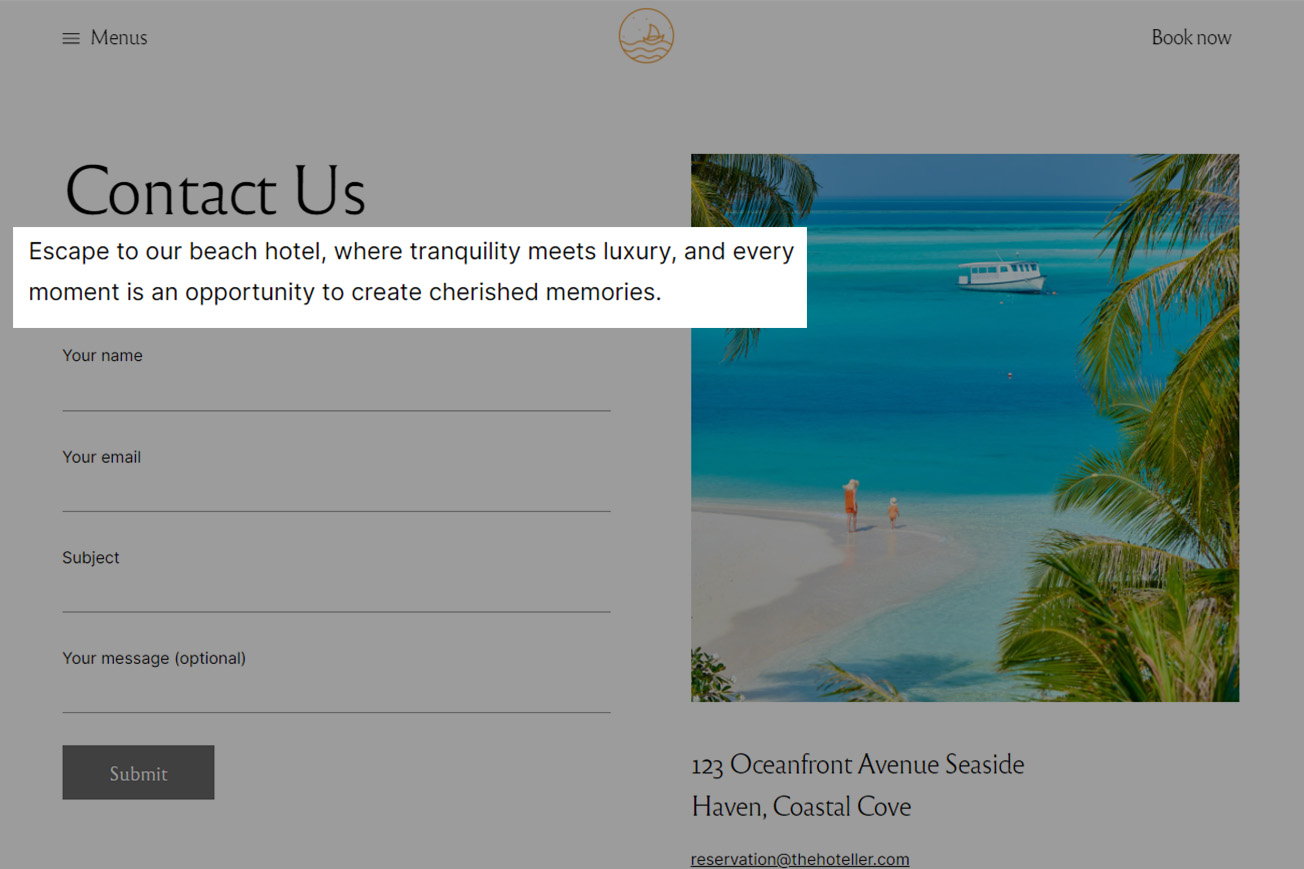 Menus
Book now
Contact Us
Escape to our beach hotel, where tranquility meets luxury, and every
moment is an opportunity to create cherished memories.
Your name
Your email
Subject
Your message (optional)
Submit
123 Oceanfront Avenue Seaside
Haven, Coastal Cove
reservation@thehoteller.com